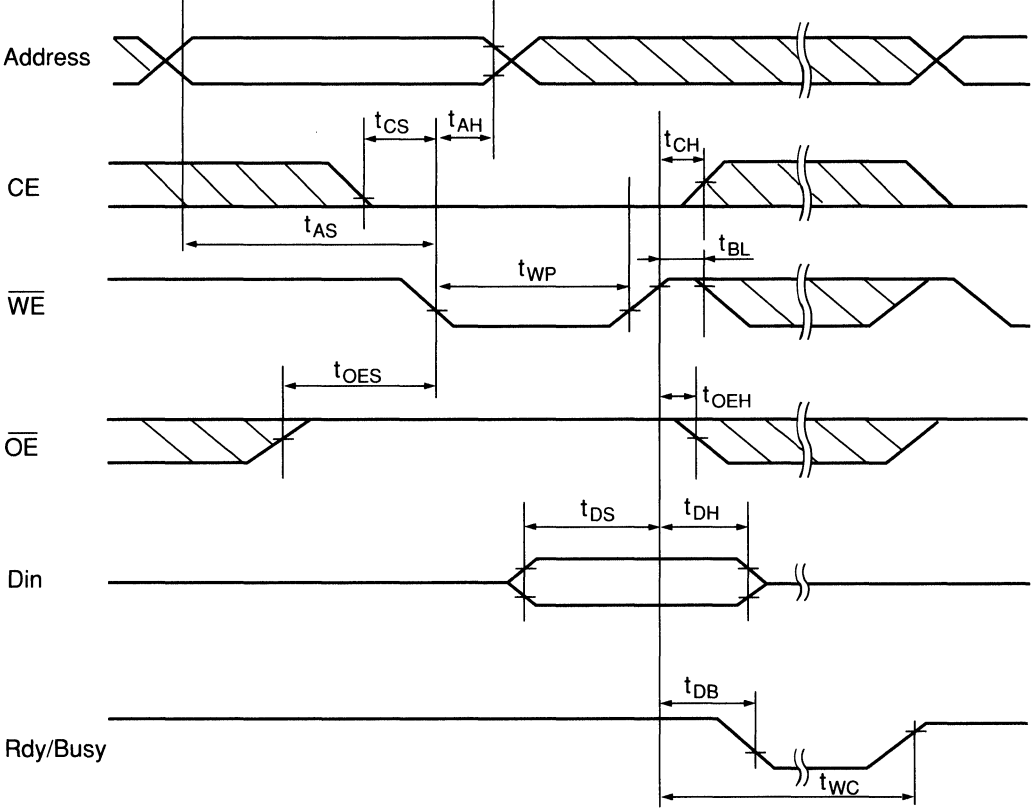 Address
tCS
tAH
tCH
CE
tAS
tBL
tWP
WE
tOES
tOEH
OE
tDS
tDH
Din
tDB
Rdy/Busy
tWC